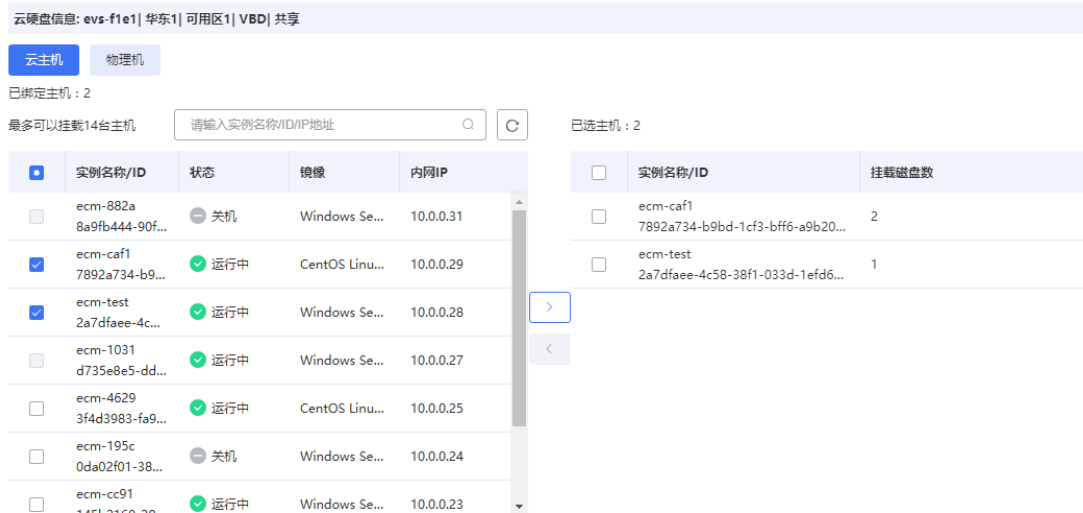 云硬盘信息: evs-f1e1| 华东1| 可用区1| VBD| 共享
云主机 物理机
已绑定主机：2
最多可以挂载14台主机 请输入实例名称/ID/IP地址 已选主机：2
实例名称/ID 状态 镜像 内网IP 实例名称/ID 挂载磁盘数
ecm-882a
8a9fb444-90f... 关机 Windows Se... 10.0.0.31
ecm-caf1
7892a734-b9... 运行中 CentOS Linu... 10.0.0.29
ecm-test
2a7dfaee-4c... 运行中 Windows Se... 10.0.0.28
ecm-1031
d735e8e5-dd... 运行中 Windows Se... 10.0.0.27
ecm-4629
3f4d3983-fa9... 运行中 CentOS Linu... 10.0.0.25
ecm-195c
0da02f01-38... 关机 Windows Se... 10.0.0.24
ecm-cc91
运行中 Windows Se... 10.0.0.23
ecm-caf1
7892a734-b9bd-1cf3-bff6-a9b20... 2
ecm-test
2a7dfaee-4c58-38f1-033d-1efd6... 1